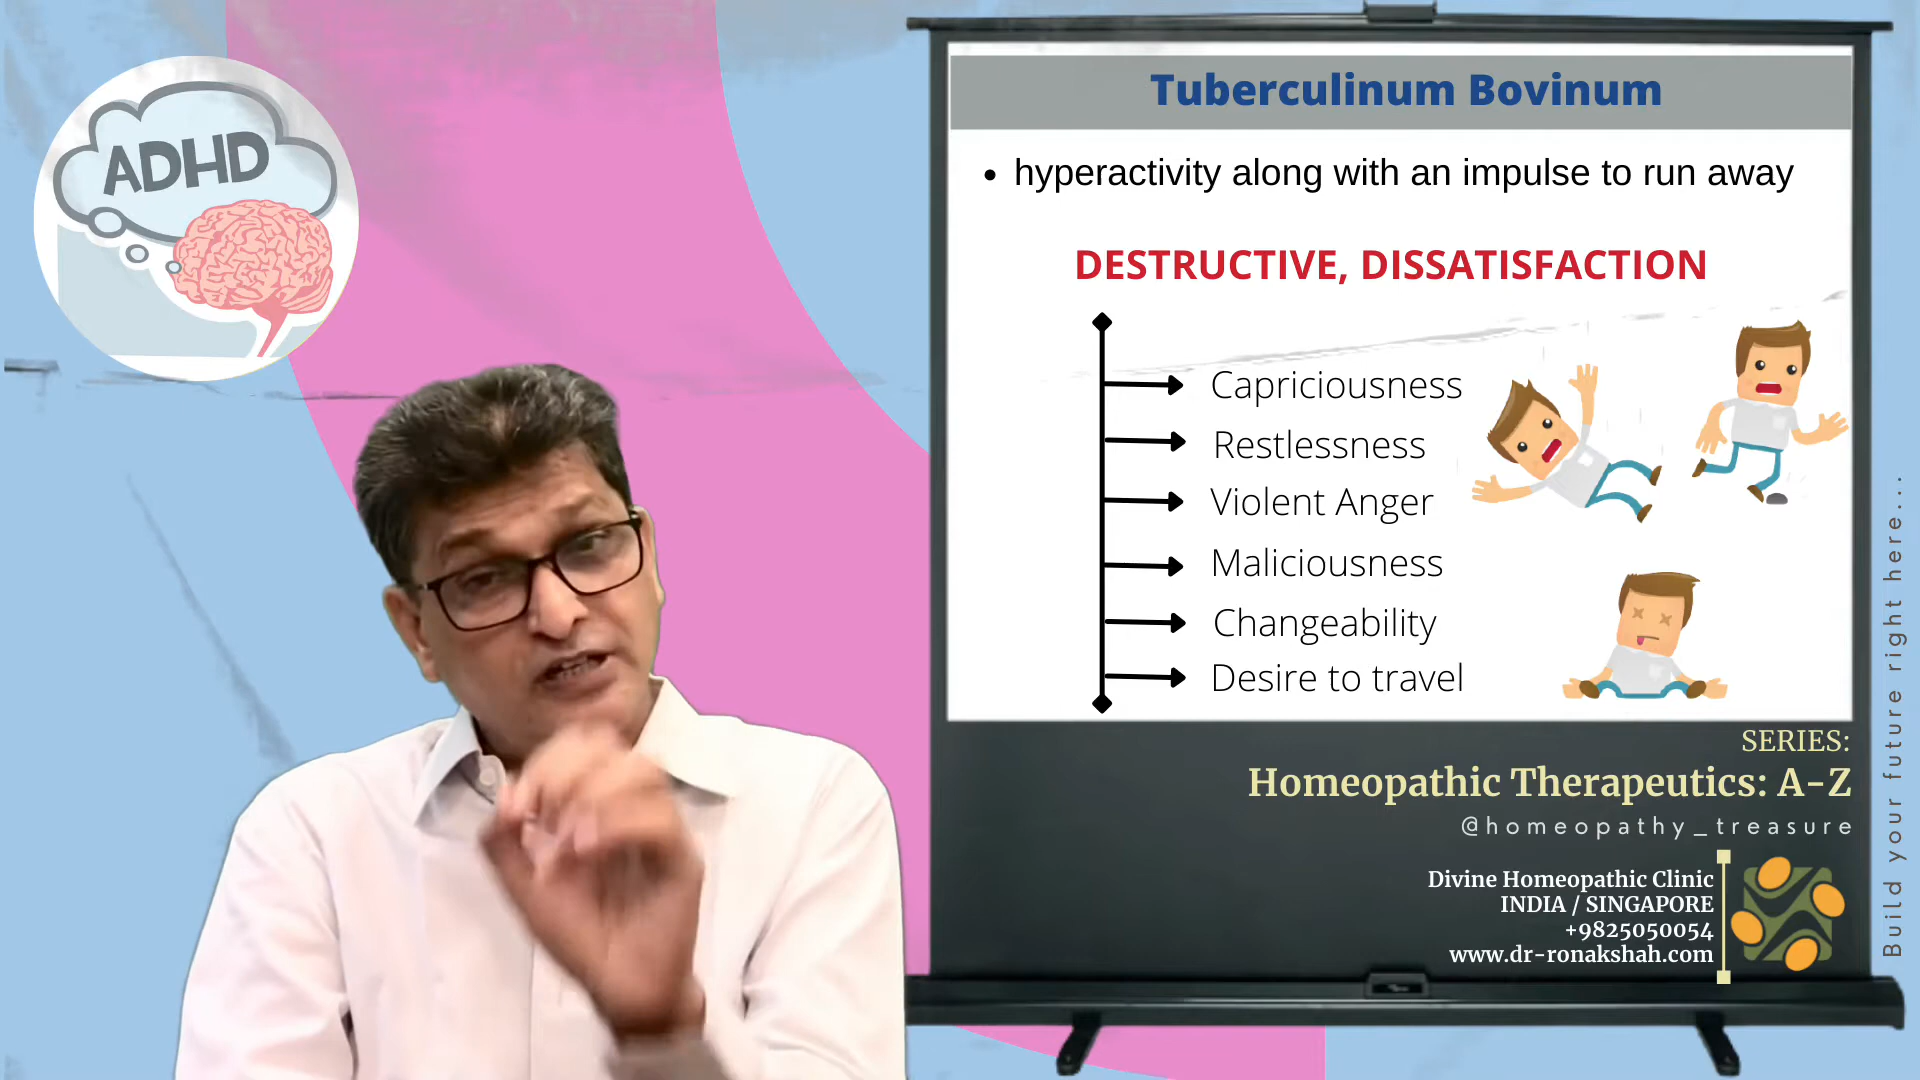 ADHD
Tuberculinum Bovinum
• hyperactivity along with an impulse to run away
DESTRUCTIVE, DISSATISFACTION
Capriciousness
Restlessness
Violent Anger
Maliciousness
Changeability
Desire to travel
SERIES:
Homeopathic Therapeutics: A-Z
@homeopathy_treasure
Divine Homeopathic Clinic
INDIA / SINGAPORE
+9825050054
www.dr-ronakshah.com
Build your future right here...